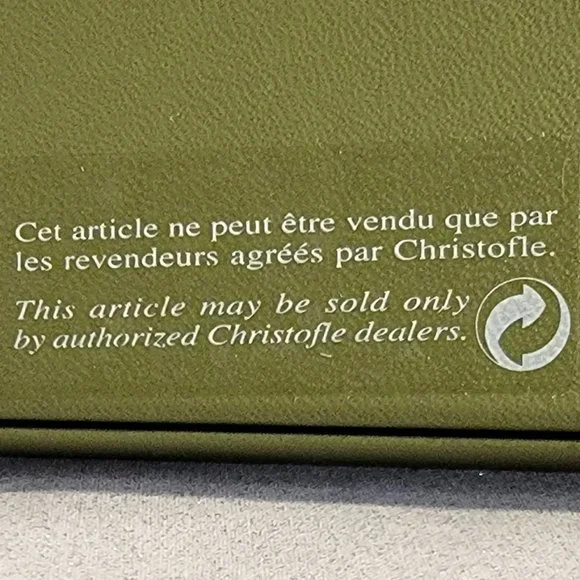 Cet article ne peut être vendu que par
les revendeurs agréés par Christofle.
This article may be sold only
by authorized Christofle dealers.